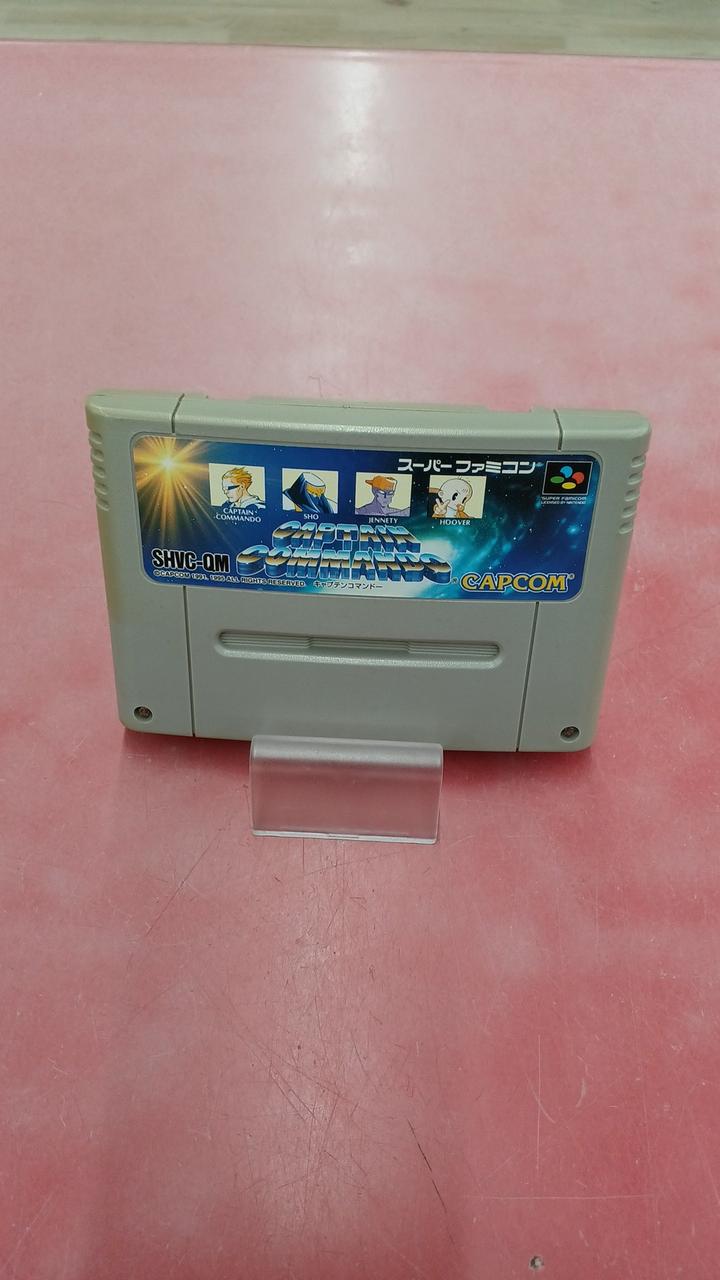 スーパーファミコン
SUPER FAMICOM
LICENSED BY NINTENDO
CAPTAIN COMMANDO
SHO
JENNETY
HOOVER
CAPTAIN
COMMANDO
SHVC-QM
©CAPCOM 1991, 1995 ALL RIGHTS RESERVED. キャプテンコマンドー
CAPCOM®